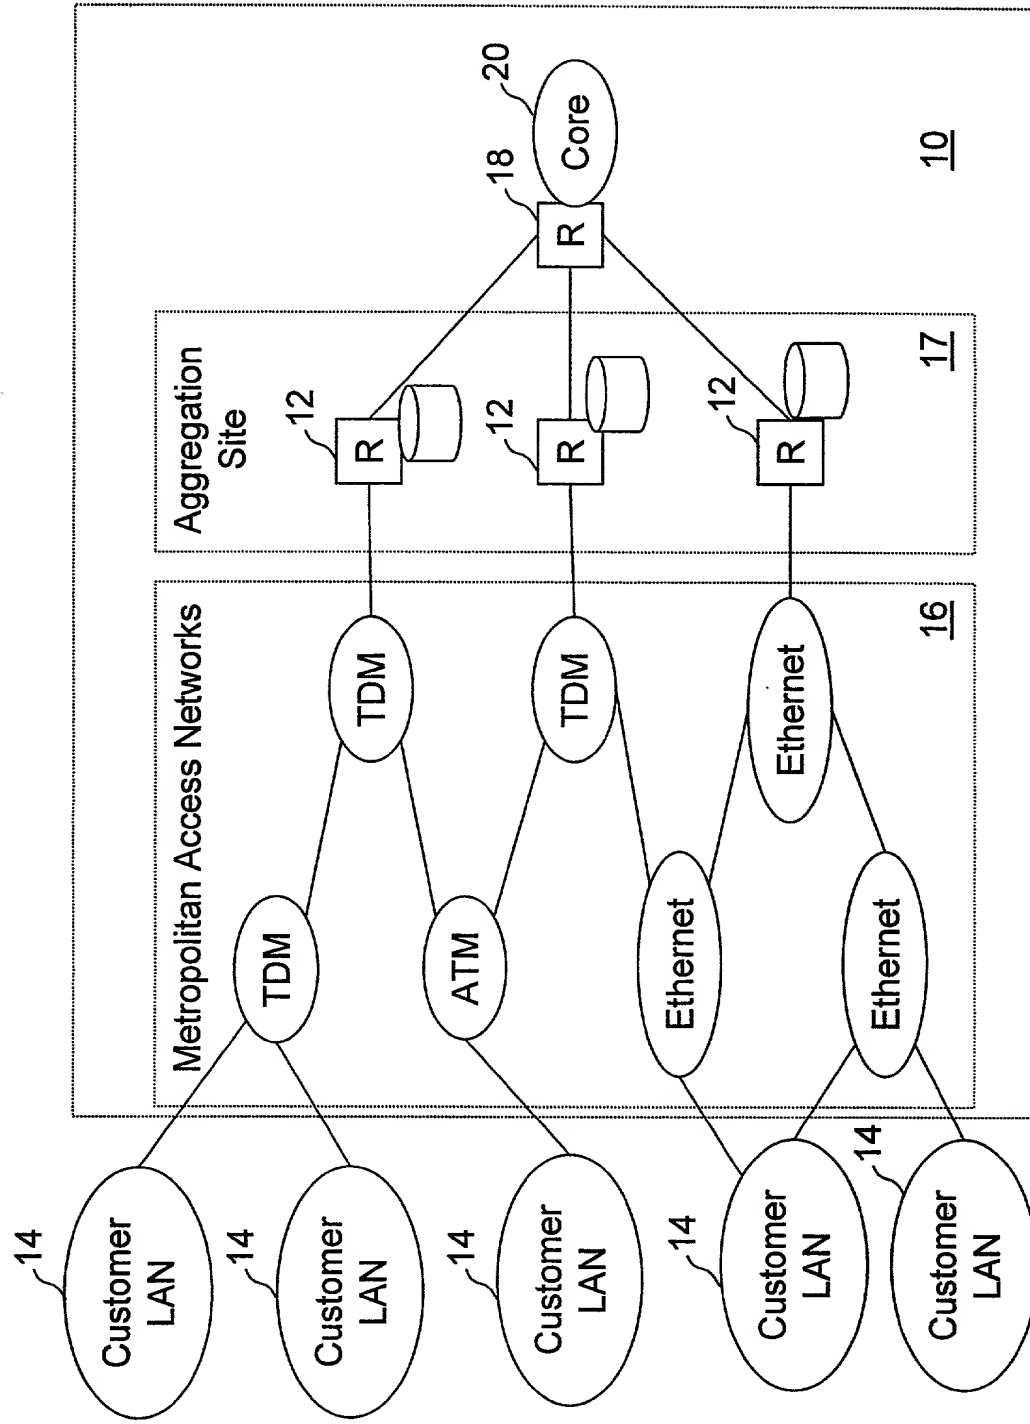 Metropolitan Access Networks
Aggregation
Site
14
Customer
LAN
TDM
TDM
12
R
14
Customer
LAN
ATM
TDM
12
R
18
R
20
Core
14
Customer
LAN
Ethernet
Ethernet
12
R
14
Customer
LAN
Ethernet
14
Customer
LAN
16
17
10